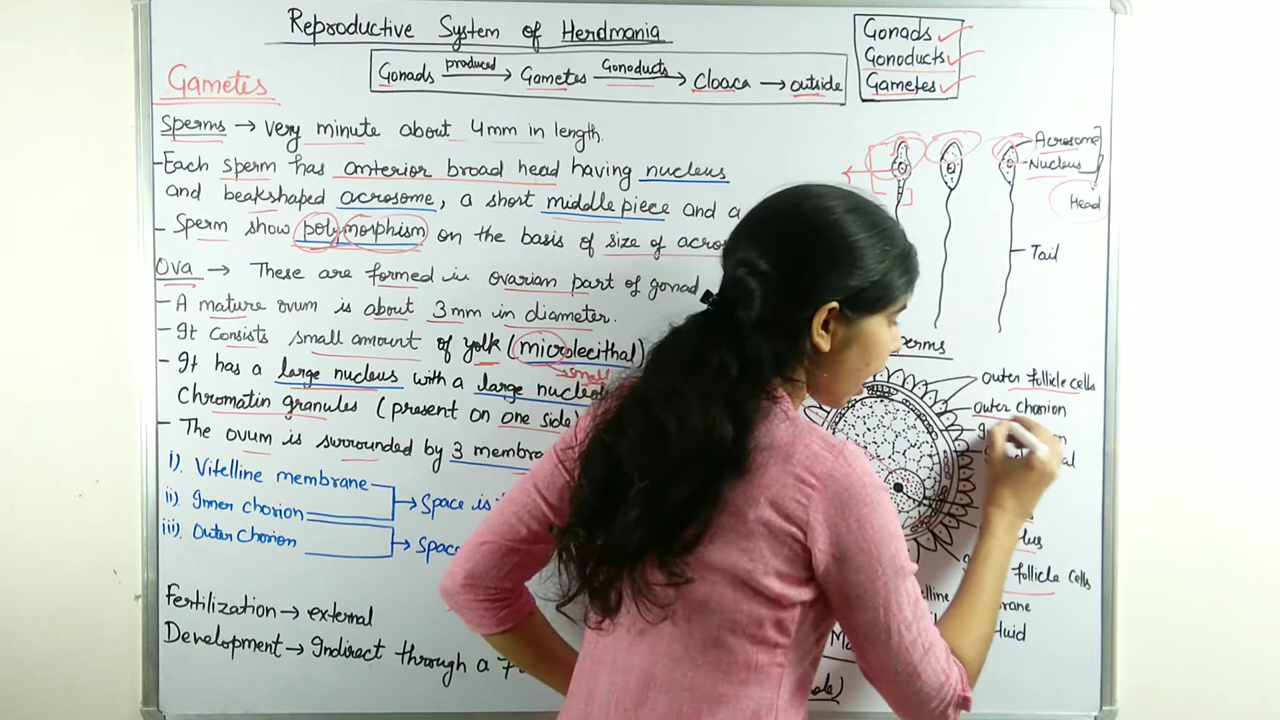 Reproductive System of Herdmania
Gonads produced → Gametes Gonoducts → Cloaca → outside
Gonads
Gonoducts
Gametes
Gametes
Sperms → Very minute about 4mm in length.
- Each sperm has anterior broad head having nucleus
and beakshaped acrosome, a short middle piece and a
- Sperm show polymorphism on the basis of size of acro
Ova → These are formed in ovarian part of gonad
- A mature ovum is about 3mm in diameter.
- It consists small amount of yolk (microlecithal)
→ small
- It has a large nucleus with a large
Chromatin granules (present on one side
- The ovum is surrounded by 3 membra
i). Vitelline membrane
ii). Inner chorion → Space is
iii). Outer chorion → Space
Fertilization → external
Development → Indirect through a
Acrosome
Nucleus
Head
Tail
erms
Outer follicle cells
Outer chorion
follicle cells